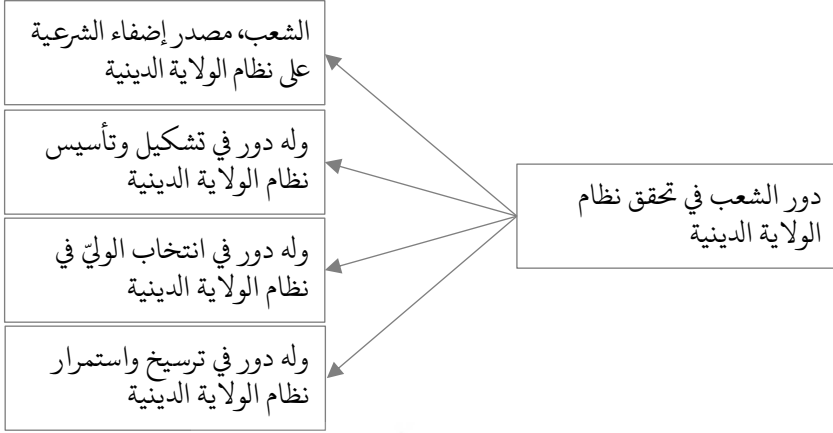 دور الشعب في تحقق نظام
الولاية الدينية
الشعب، مصدر إضفاء الشرعية
على نظام الولاية الدينية
وله دور في تشكيل وتأسيس
نظام الولاية الدينية
وله دور في انتخاب الوليّ في
نظام الولاية الدينية
وله دور في ترسيخ واستمرار
نظام الولاية الدينية